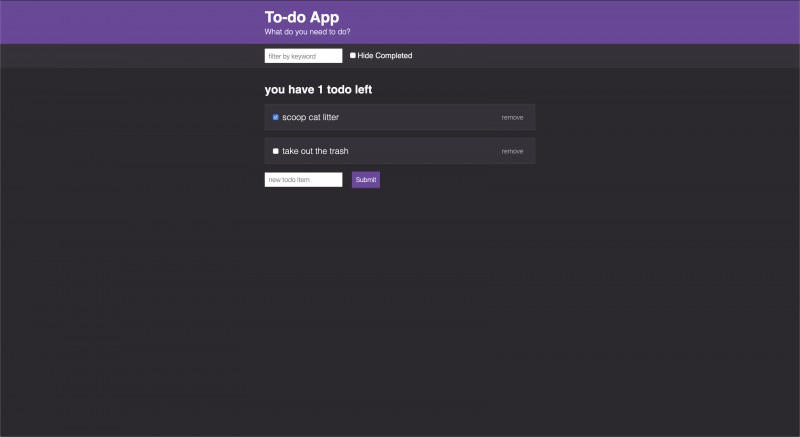 To-do App
What do you need to do?
filter by keyword
Hide Completed
you have 1 todo left
scoop cat litter
remove
take out the trash
remove
new todo item
Submit